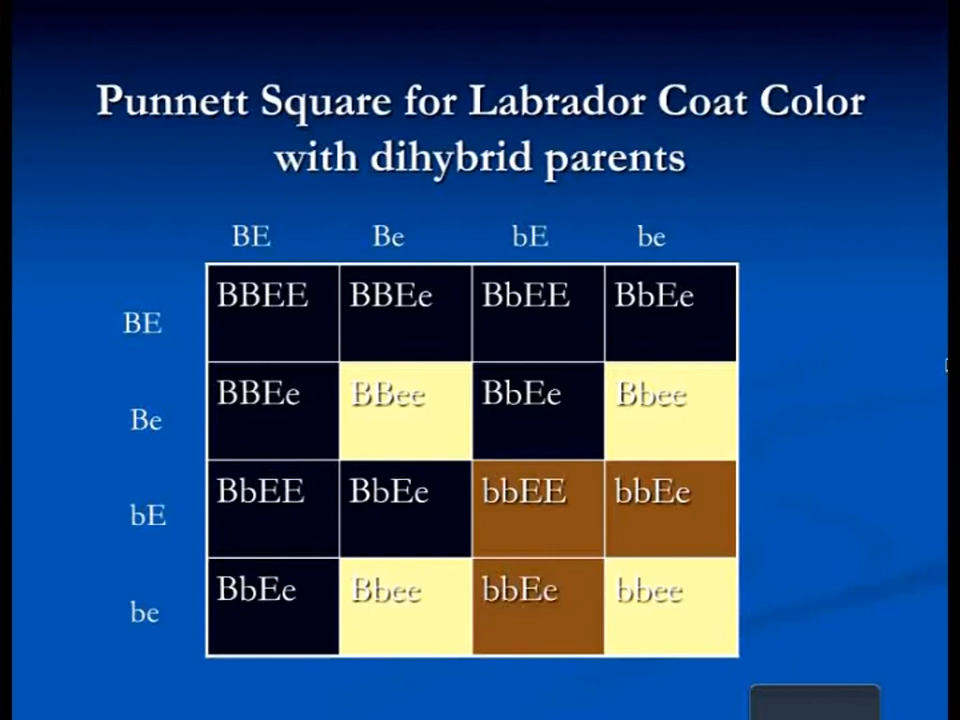 Punnett Square for Labrador Coat Color
with dihybrid parents
BE Be bE be
BE BBEE BBEe BbEE BbEe
Be BBEe BBee BbEe Bbee
bE BbEE BbEe bbEE bbEe
be BbEe Bbee bbEe bbee